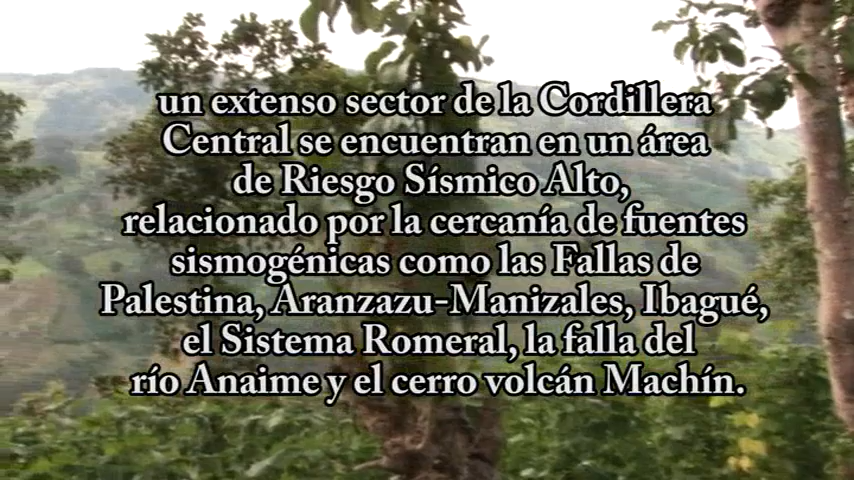 un extenso sector de la Cordillera
Central se encuentran en un área
de Riesgo Sísmico Alto,
relacionado por la cercanía de fuentes
sismogénicas como las Fallas de
Palestina, Aranzazu-Manizales, Ibagué,
el Sistema Romeral, la falla del
río Anaime y el cerro volcán Machín.